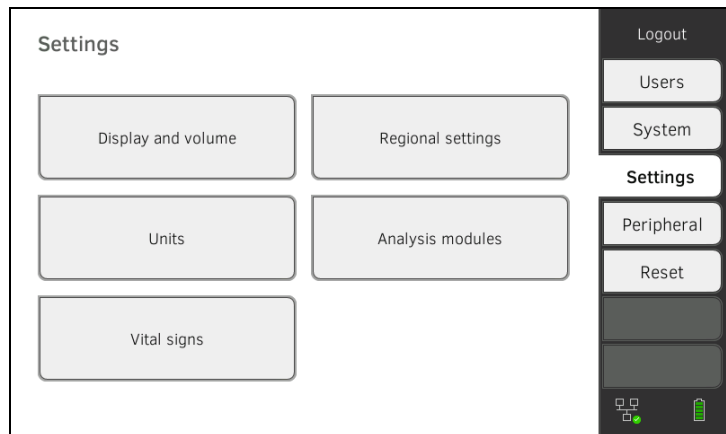 Settings
Display and volume
Regional settings
Units
Analysis modules
Vital signs
Logout
Users
System
Settings
Peripheral
Reset